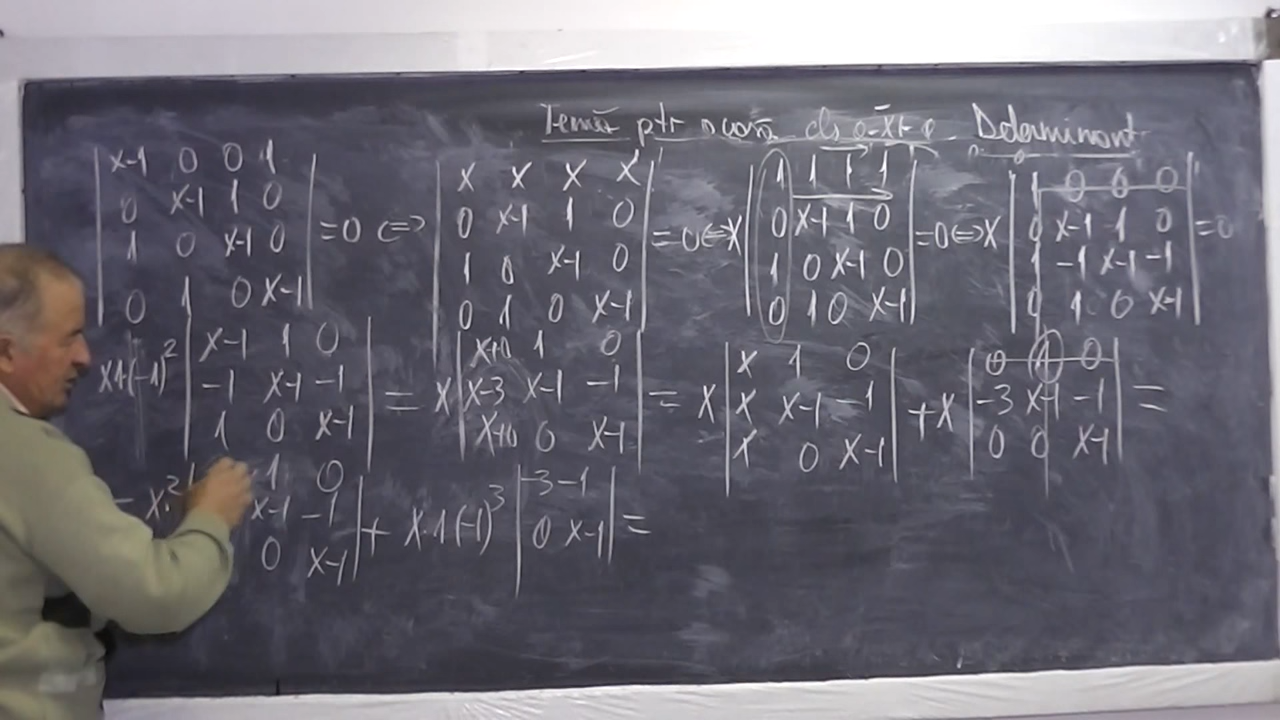 Temă ptr acasă cls a-XI-a Determinant
| x-1 0 0 1 | | x x x x | | 1 1 1 1 | | 1 0 0 0 |
| 0 x-1 1 0 | =0 <=> | 0 x-1 1 0 | =0<=>x | 0 x-1 1 0 | =0<=>x | 0 x-1 1 0 | =0
| 1 0 x-1 0 | | 1 0 x-1 0 | | 1 0 x-1 0 | | 1 -1 x-1 -1 |
| 0 1 0 x-1 | | 0 1 0 x-1 | | 0 1 0 x-1 | | 0 1 0 x-1 |
| x-1 1 0 | | x+0 1 0 | | x 1 0 | | 0 1 0 |
x·1·(-1)² | -1 x-1 -1 | = x | x-3 x-1 -1 | = x | x x-1 -1 | +x | -3 x-1 -1 | =
| 1 0 x-1 | | x+0 0 x-1 | | x 0 x-1 | | 0 0 x-1 |
1 0 | | -3 -1 |
= x² | x-1 -1 | + x·1(-1)³ | 0 x-1 | =
0 x-1 |